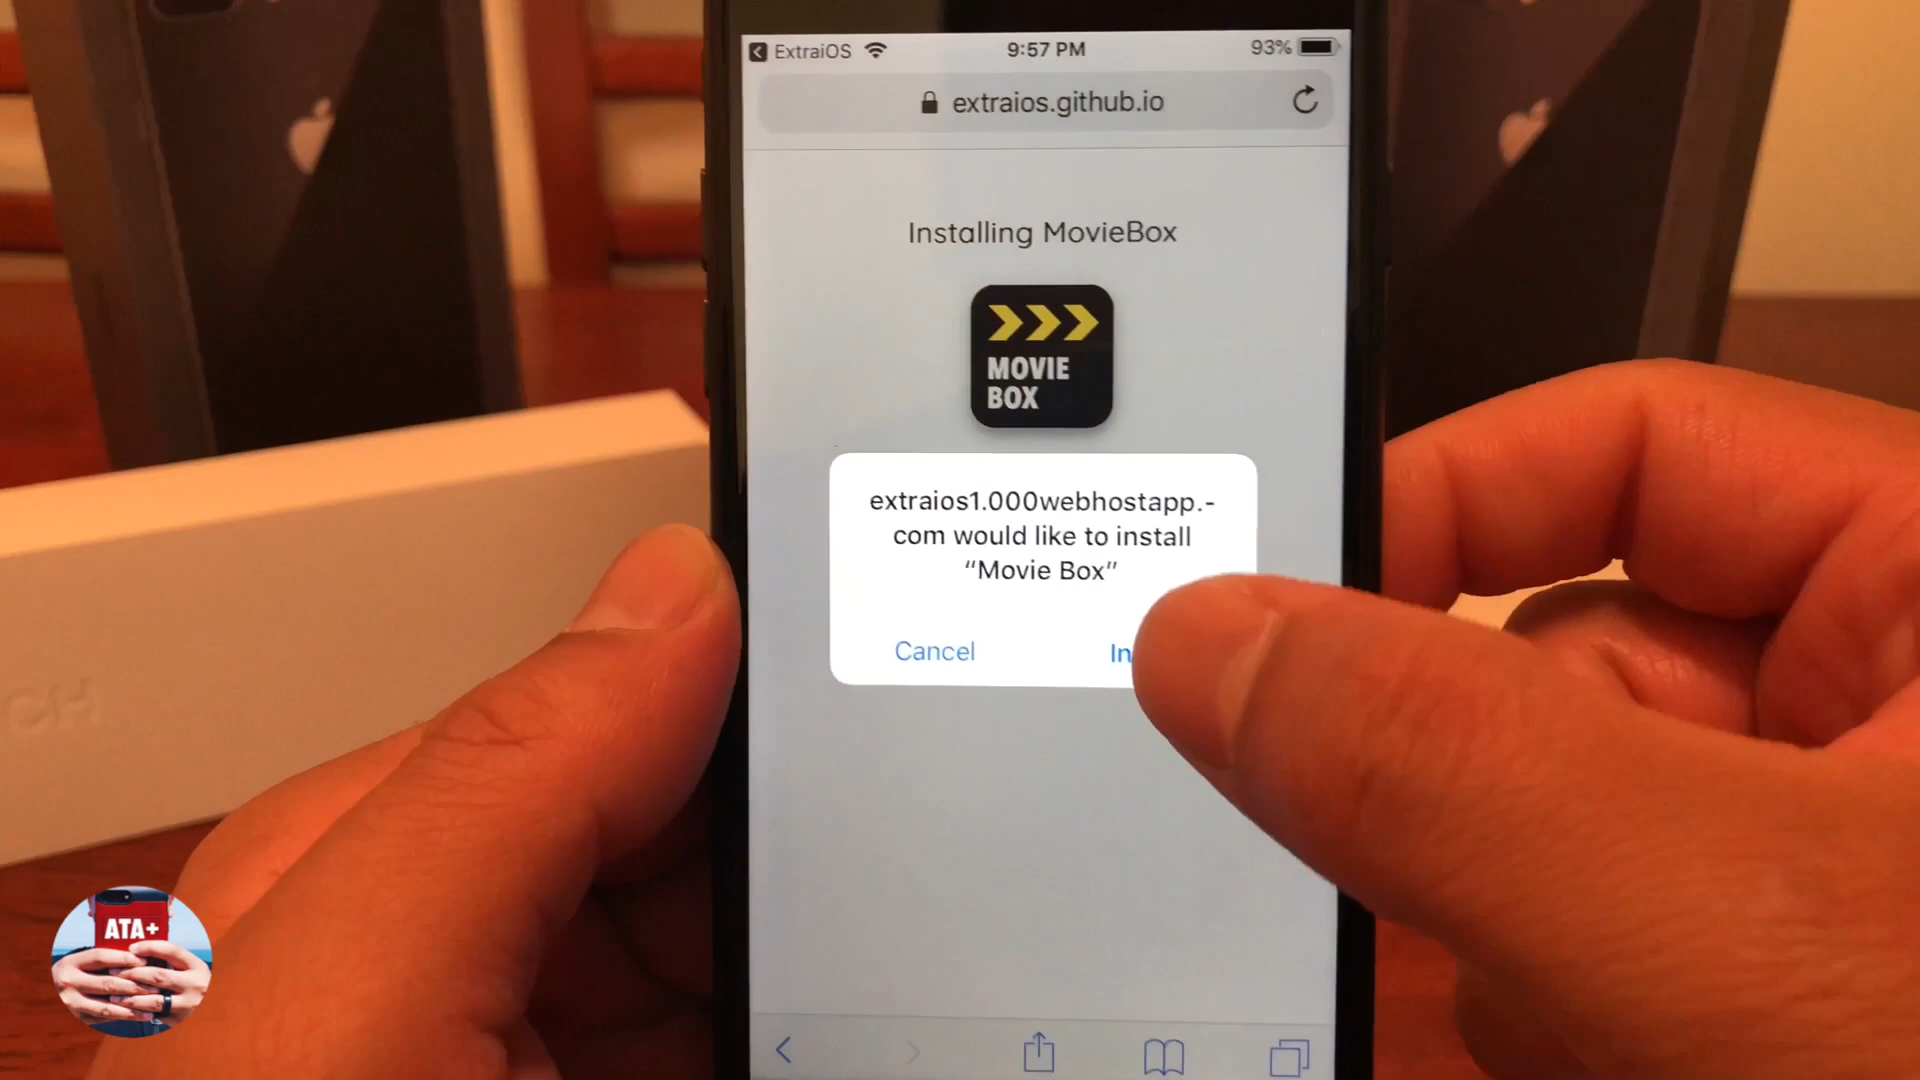 ExtraiOS
9:57 PM
93%
extraios.github.io
Installing MovieBox
MOVIE
BOX
extraios1.000webhostapp.-
com would like to install
“Movie Box”
Cancel
CH
ATA+